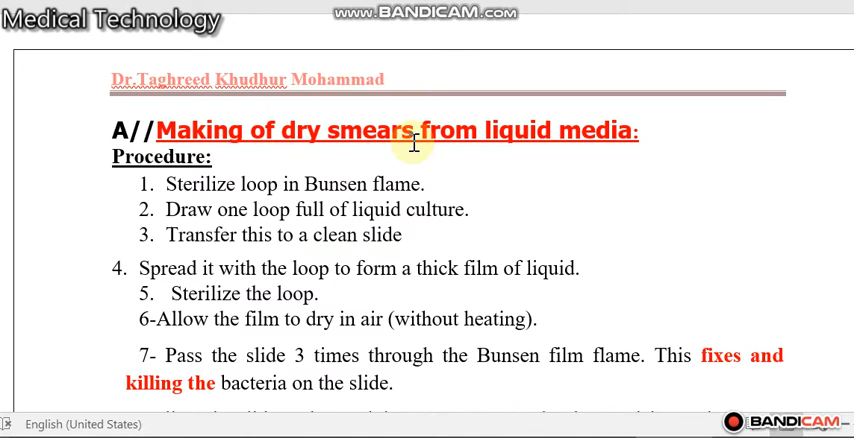 www.BANDICAM.com
Medical Technology
Dr.Taghreed Khudhur Mohammad
A//Making of dry smears from liquid media:
Procedure:
1. Sterilize loop in Bunsen flame.
2. Draw one loop full of liquid culture.
3. Transfer this to a clean slide
4. Spread it with the loop to form a thick film of liquid.
5. Sterilize the loop.
6-Allow the film to dry in air (without heating).
7- Pass the slide 3 times through the Bunsen film flame. This fixes and
killing the bacteria on the slide.
English (United States)
BANDICAM